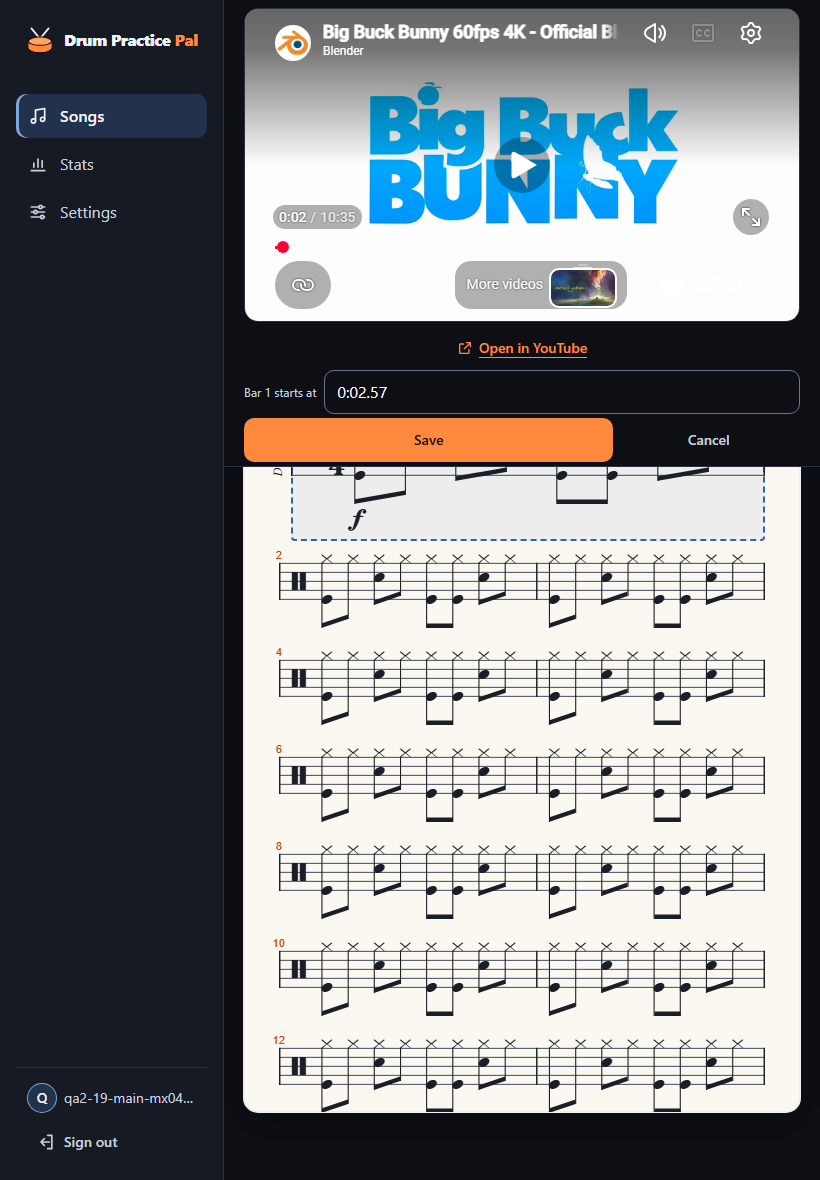 Drum Practice Pal
Songs
Stats
Settings
Big Buck Bunny 60fps 4K - Official
Blender
CC
Big Buck
BUNNY
0:02 / 10:35
More videos
Open in YouTube
Bar 1 starts at
0:02.57
Save
Cancel
D
4
f
2
4
6
8
10
12
Q
qa2-19-main-mx04...
Sign out